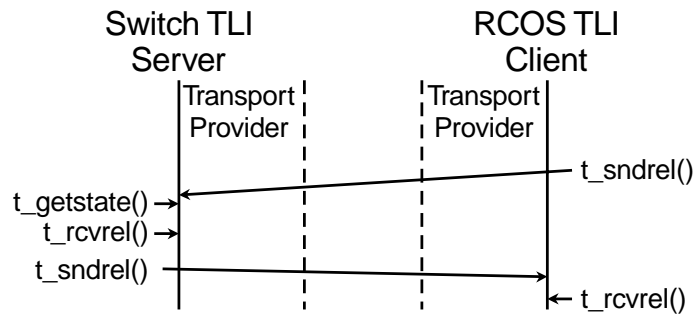 Switch TLI
Server
RCOS TLI
Client
Transport
Provider
Transport
Provider
t_sndrel()
t_getstate()
t_rcvrel()
t_sndrel()
t_rcvrel()